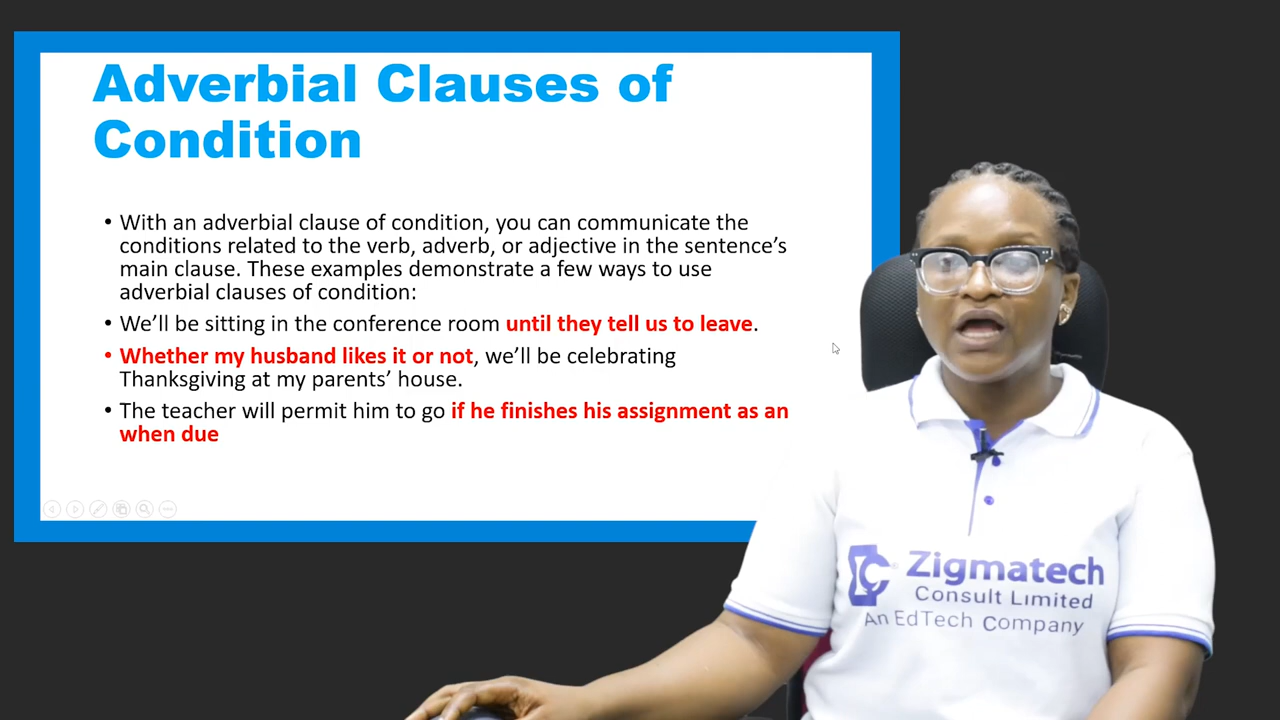 Adverbial Clauses of
Condition
• With an adverbial clause of condition, you can communicate the
conditions related to the verb, adverb, or adjective in the sentence’s
main clause. These examples demonstrate a few ways to use
adverbial clauses of condition:
• We’ll be sitting in the conference room until they tell us to leave.
• Whether my husband likes it or not, we’ll be celebrating
Thanksgiving at my parents’ house.
• The teacher will permit him to go if he finishes his assignment as an
when due
Zigmatech
Consult Limited
An EdTech Company